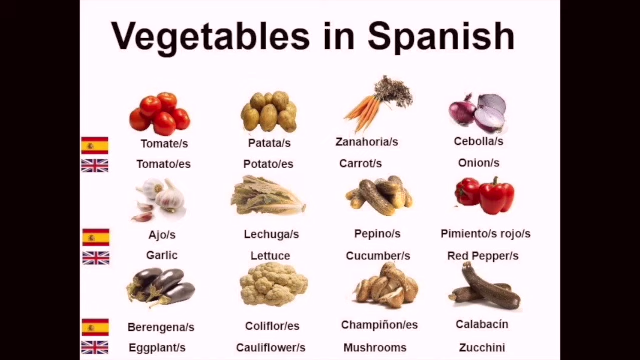 Vegetables in Spanish
Tomate/s Patata/s Zanahoria/s Cebolla/s
Tomato/es Potato/es Carrot/s Onion/s
Ajo/s Lechuga/s Pepino/s Pimiento/s rojo/s
Garlic Lettuce Cucumber/s Red Pepper/s
Berengena/s Coliflor/es Champiñon/es Calabacín
Eggplant/s Cauliflower/s Mushrooms Zucchini